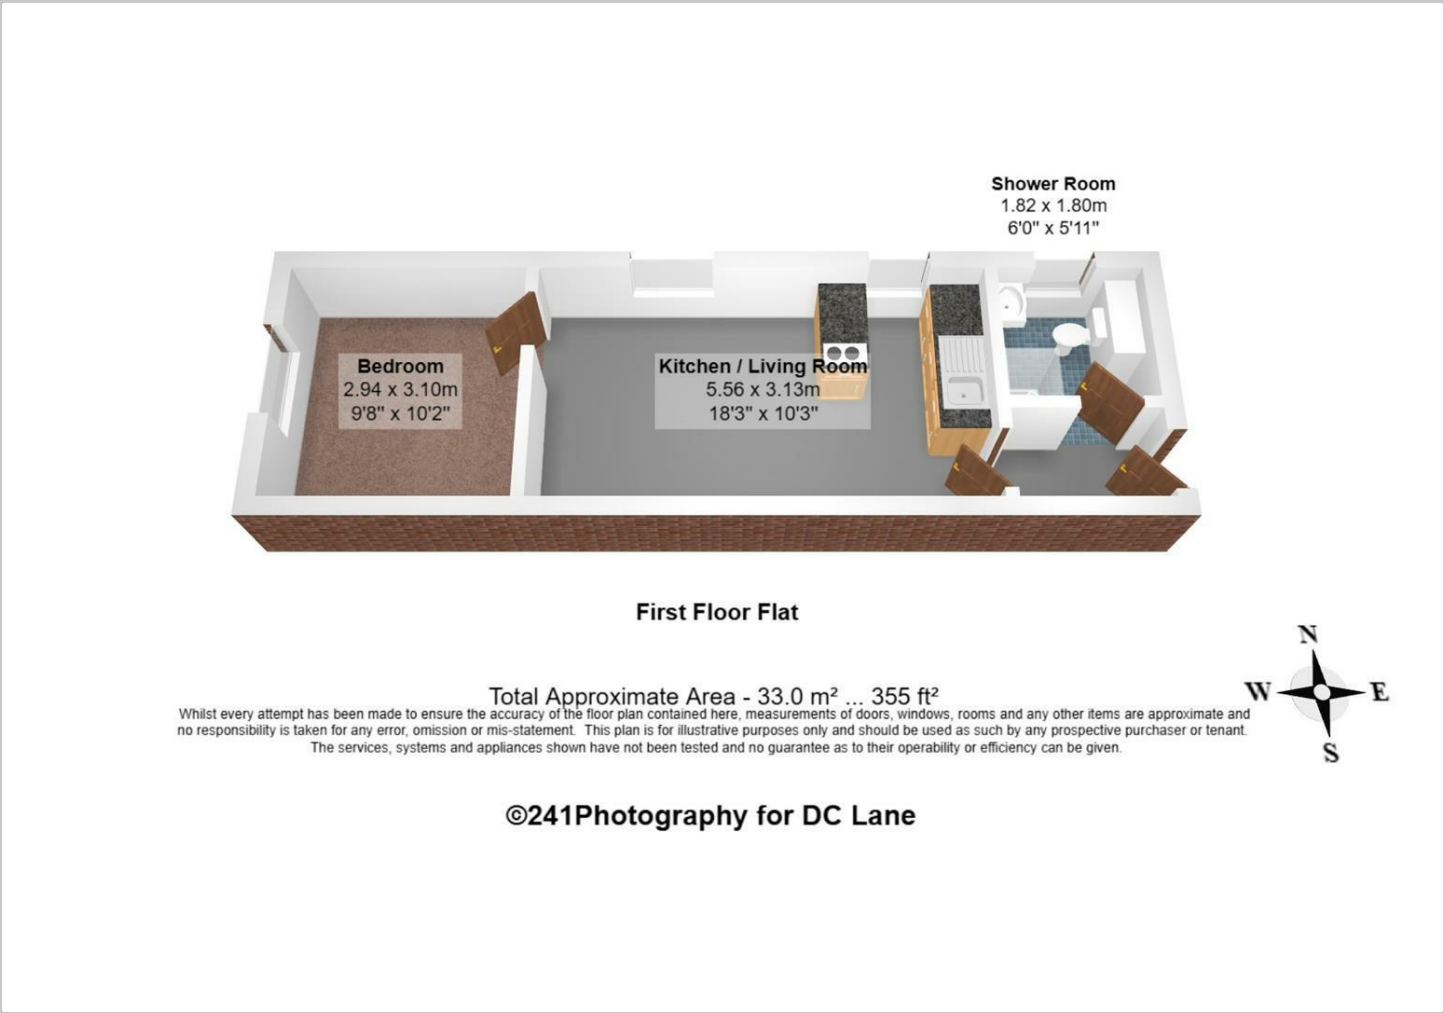 Shower Room
1.82 x 1.80m
6'0" x 5'11"
Bedroom
2.94 x 3.10m
9'8" x 10'2"
Kitchen / Living Room
5.56 x 3.13m
18'3" x 10'3"
First Floor Flat
N
W E
S
Total Approximate Area - 33.0 m² ... 355 ft²
Whilst every attempt has been made to ensure the accuracy of the floor plan contained here, measurements of doors, windows, rooms and any other items are approximate and
no responsibility is taken for any error, omission or mis-statement. This plan is for illustrative purposes only and should be used as such by any prospective purchaser or tenant.
The services, systems and appliances shown have not been tested and no guarantee as to their operability or efficiency can be given.
©241Photography for DC Lane